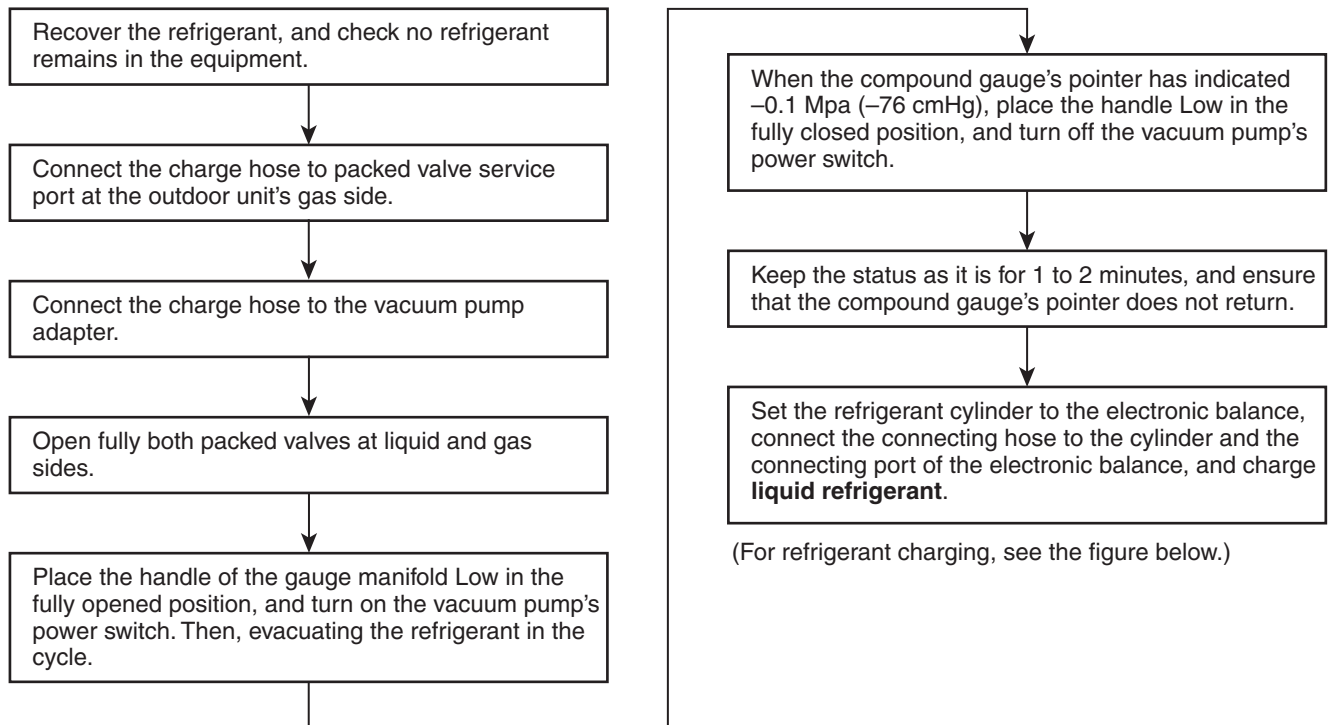 Recover the refrigerant, and check no refrigerant
remains in the equipment.
Connect the charge hose to packed valve service
port at the outdoor unit’s gas side.
Connect the charge hose to the vacuum pump
adapter.
Open fully both packed valves at liquid and gas
sides.
Place the handle of the gauge manifold Low in the
fully opened position, and turn on the vacuum pump’s
power switch. Then, evacuating the refrigerant in the
cycle.
When the compound gauge’s pointer has indicated
–0.1 Mpa (–76 cmHg), place the handle Low in the
fully closed position, and turn off the vacuum pump’s
power switch.
Keep the status as it is for 1 to 2 minutes, and ensure
that the compound gauge’s pointer does not return.
Set the refrigerant cylinder to the electronic balance,
connect the connecting hose to the cylinder and the
connecting port of the electronic balance, and charge
liquid refrigerant.
(For refrigerant charging, see the figure below.)